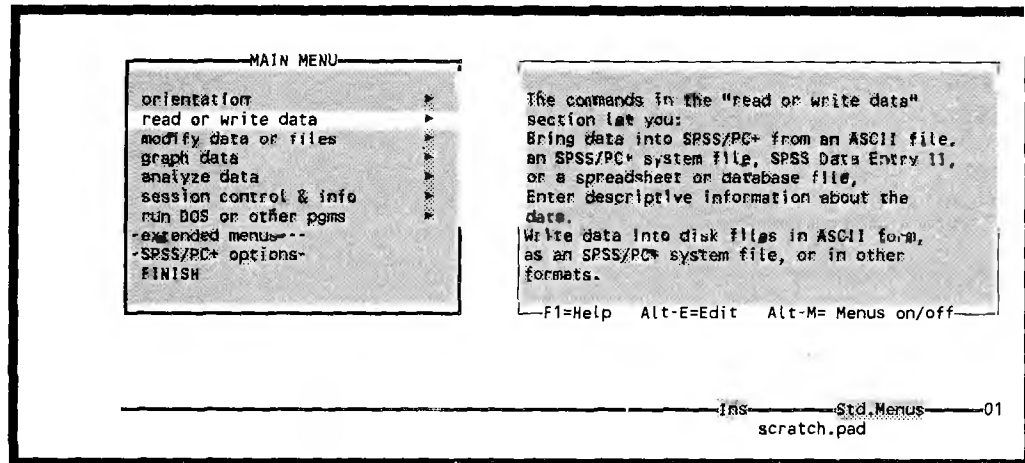 MAIN MENU
orientation
read or write data
modify data or files
graph data
analyze data
session control & info
run DOS or other pgms
-extended menus---
-SPSS/PC+ options-
FINISH
The commands in the "read or write data"
section let you:
Bring data into SPSS/PC+ from an ASCII file,
an SPSS/PC+ system file, SPSS Data Entry II,
or a spreadsheet or database file,
Enter descriptive information about the
data.
Write data into disk files in ASCII form,
as an SPSS/PC+ system file, or in other
formats.
F1=Help Alt-E=Edit Alt-M= Menus on/off
Ins Std.Menus 01
scratch.pad